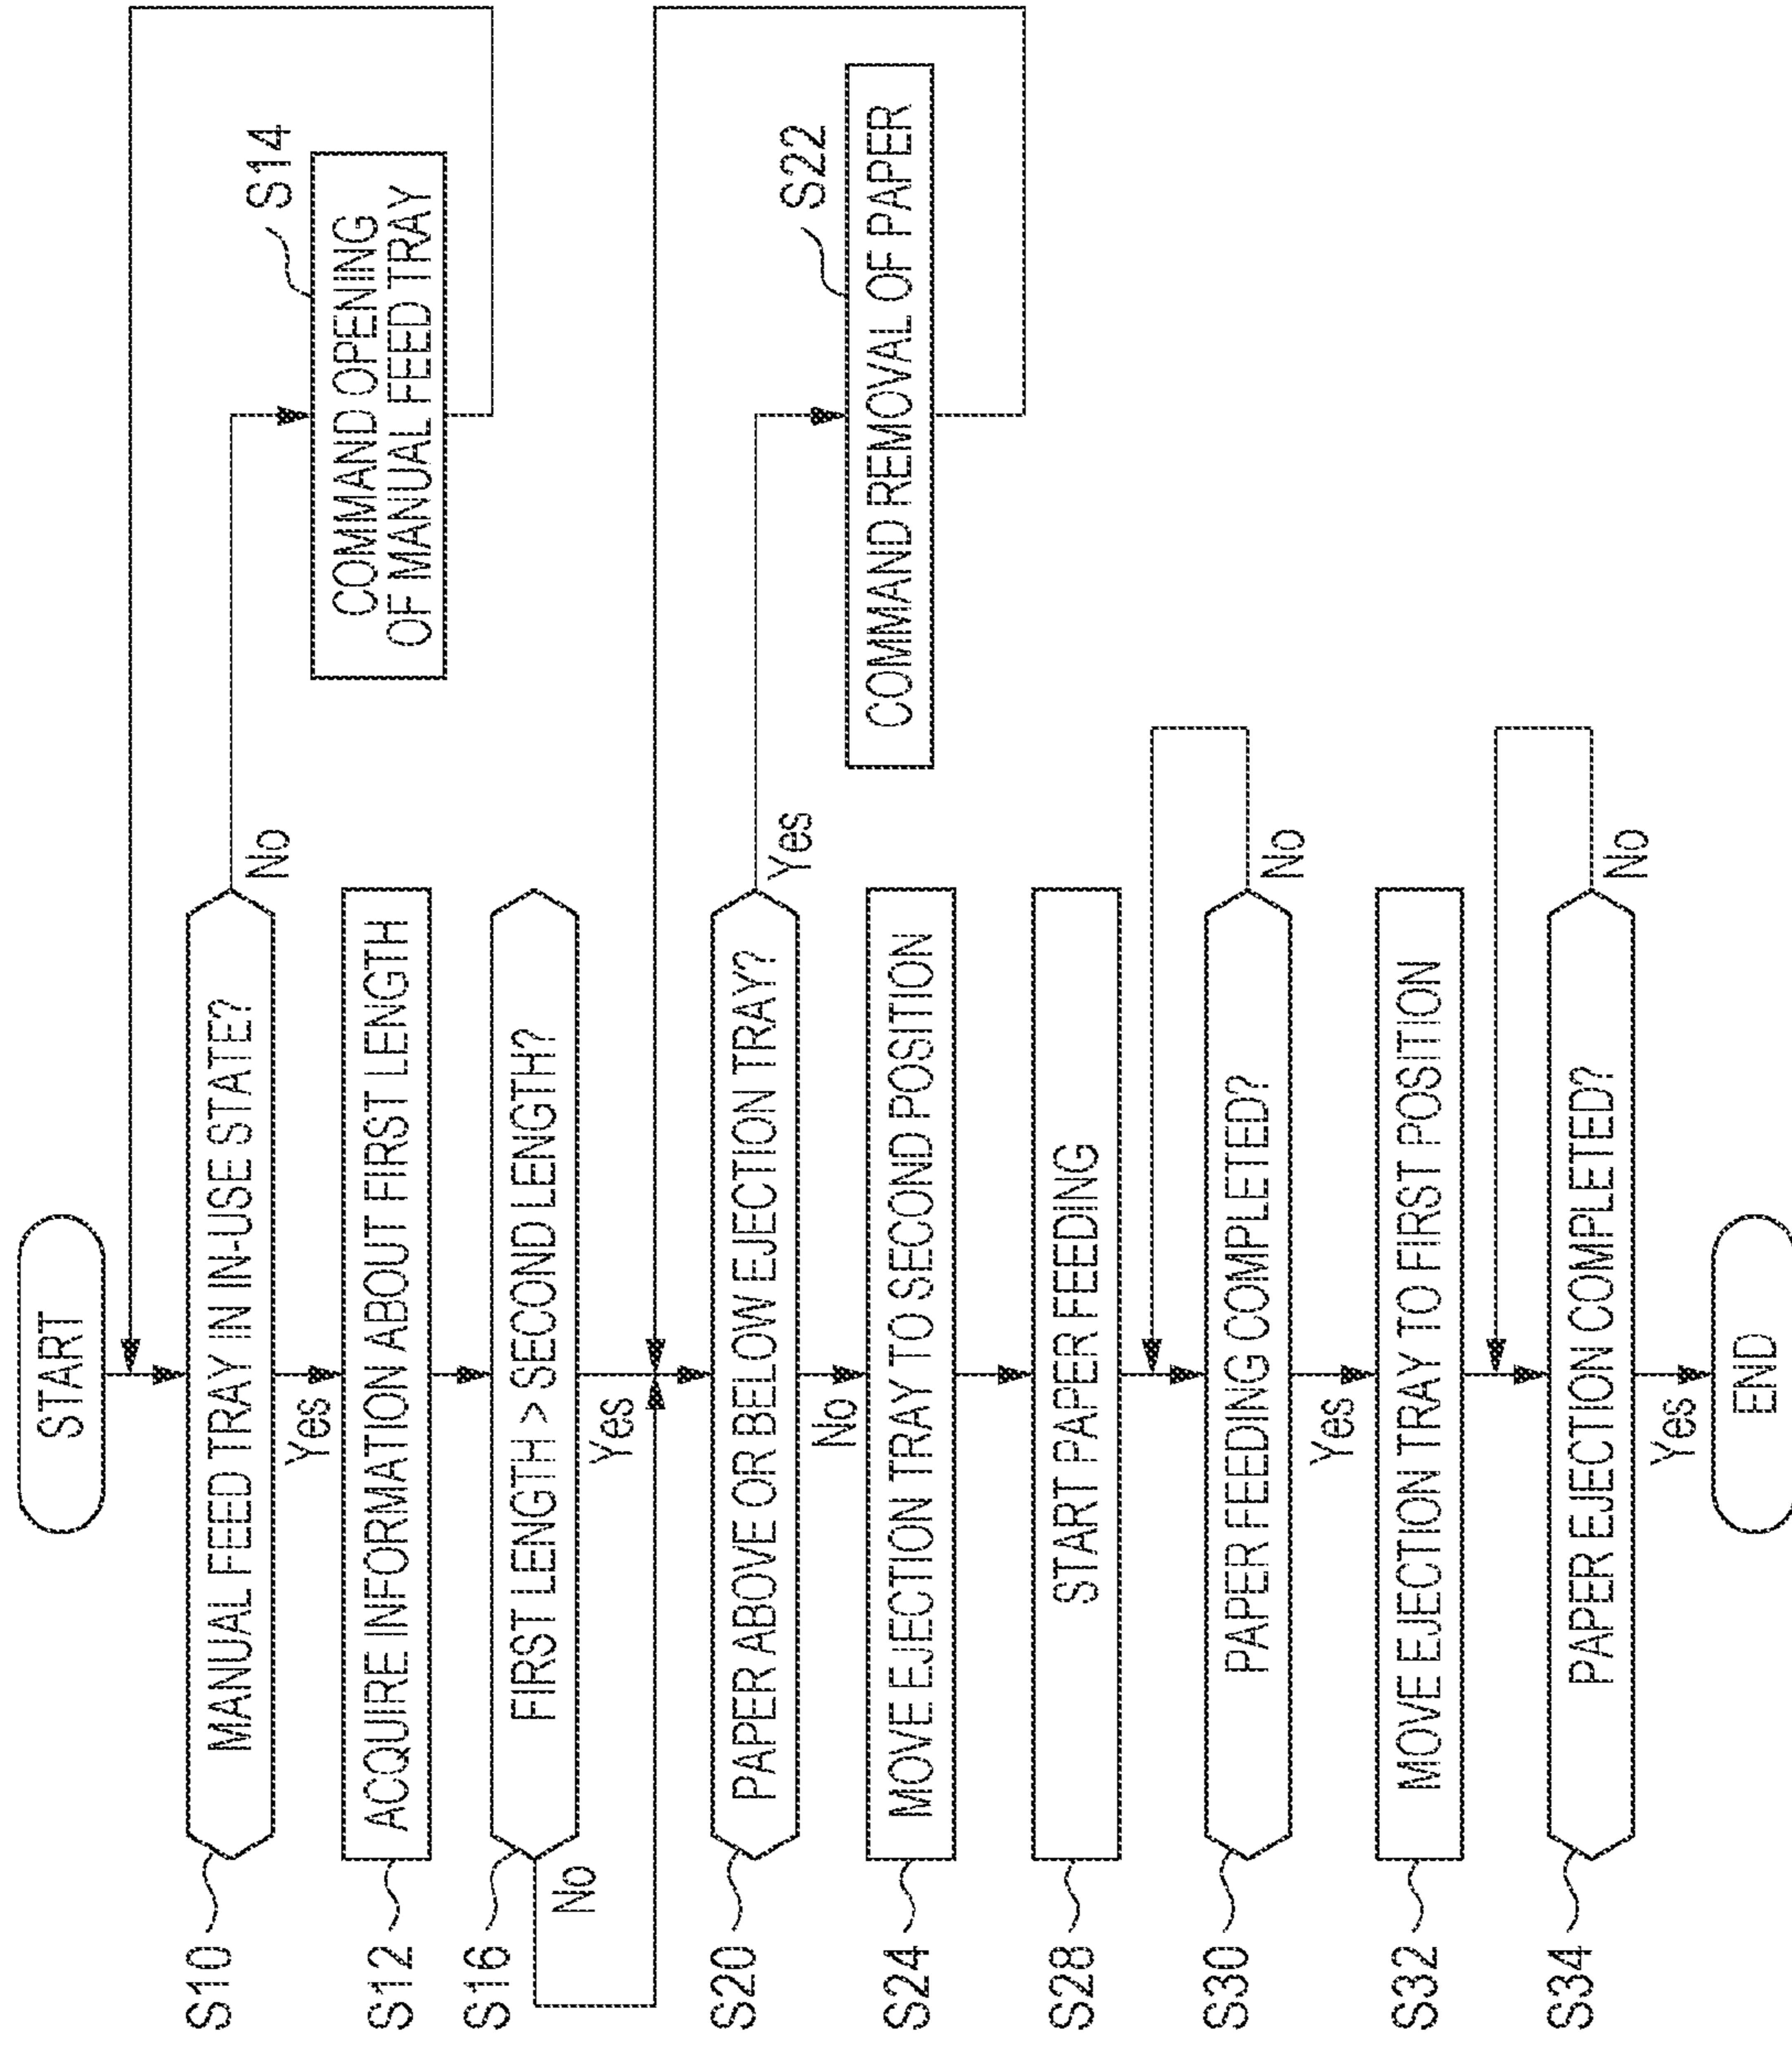 START
S10
MANUAL FEED TRAY IN IN-USE STATE?
No
Yes
S14
COMMAND OPENING
OF MANUAL FEED TRAY
S12
ACQUIRE INFORMATION ABOUT FIRST LENGTH
S16
FIRST LENGTH > SECOND LENGTH?
No
Yes
S20
PAPER ABOVE OR BELOW EJECTION TRAY?
Yes
No
S22
COMMAND REMOVAL OF PAPER
S24
MOVE EJECTION TRAY TO SECOND POSITION
S28
START PAPER FEEDING
S30
PAPER FEEDING COMPLETED?
No
Yes
S32
MOVE EJECTION TRAY TO FIRST POSITION
S34
PAPER EJECTION COMPLETED?
No
Yes
END